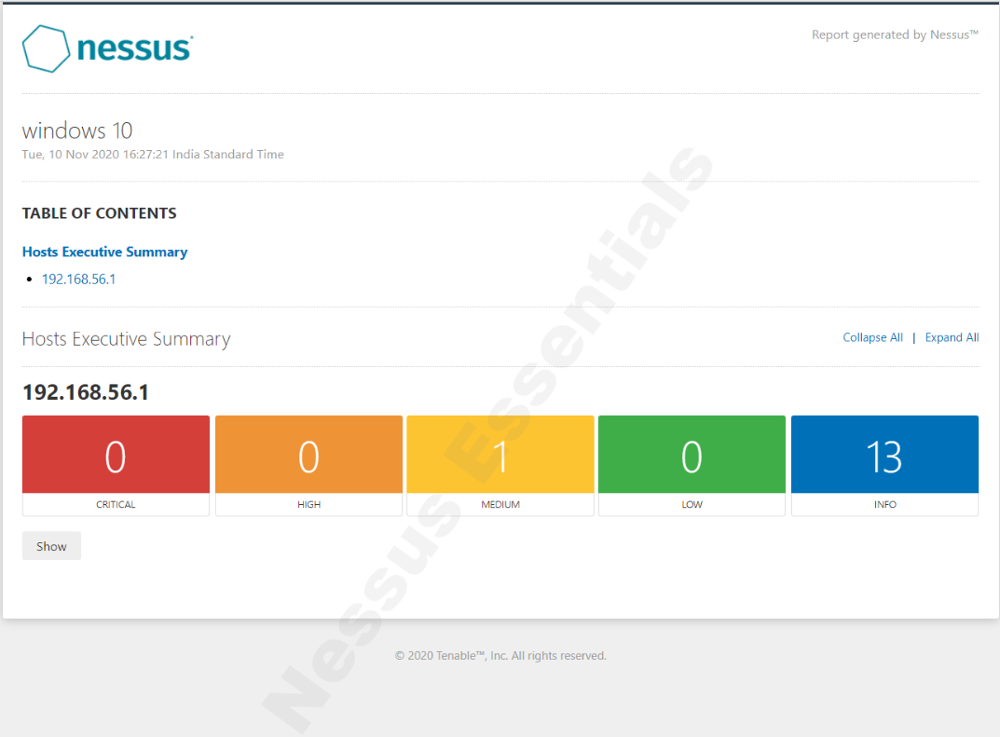 nessus
Report generated by Nessus™
windows 10
Tue, 10 Nov 2020 16:27:21 India Standard Time
TABLE OF CONTENTS
Hosts Executive Summary
• 192.168.56.1
Hosts Executive Summary
Collapse All | Expand All
192.168.56.1
0 0 1 0 13
CRITICAL HIGH MEDIUM LOW INFO
Show
© 2020 Tenable™, Inc. All rights reserved.
Nessus Essentials